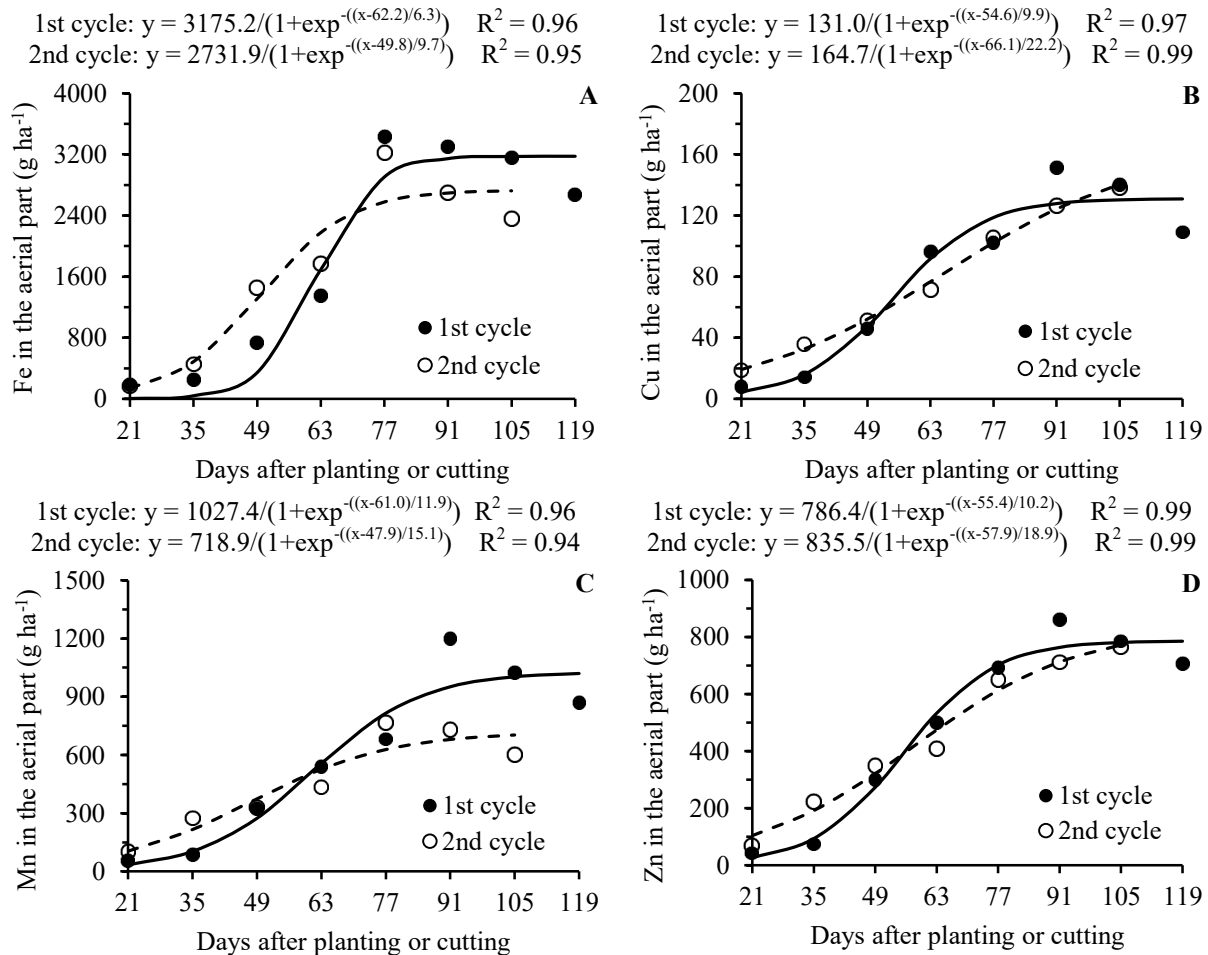 1st cycle: y = 3175.2/(1+exp^-((x-62.2)/6.3)) R² = 0.96
2nd cycle: y = 2731.9/(1+exp^-((x-49.8)/9.7)) R² = 0.95
A
Fe in the aerial part (g ha⁻¹)
4000
3200
2400
1600
800
0
1st cycle
2nd cycle
21 35 49 63 77 91 105 119
Days after planting or cutting
1st cycle: y = 131.0/(1+exp^-((x-54.6)/9.9)) R² = 0.97
2nd cycle: y = 164.7/(1+exp^-((x-66.1)/22.2)) R² = 0.99
B
Cu in the aerial part (g ha⁻¹)
200
160
120
80
40
0
1st cycle
2nd cycle
21 35 49 63 77 91 105 119
Days after planting or cutting
1st cycle: y = 1027.4/(1+exp^-((x-61.0)/11.9)) R² = 0.96
2nd cycle: y = 718.9/(1+exp^-((x-47.9)/15.1)) R² = 0.94
C
Mn in the aerial part (g ha⁻¹)
1500
1200
900
600
300
0
1st cycle
2nd cycle
21 35 49 63 77 91 105 119
Days after planting or cutting
1st cycle: y = 786.4/(1+exp^-((x-55.4)/10.2)) R² = 0.99
2nd cycle: y = 835.5/(1+exp^-((x-57.9)/18.9)) R² = 0.99
D
Zn in the aerial part (g ha⁻¹)
1000
800
600
400
200
0
1st cycle
2nd cycle
21 35 49 63 77 91 105 119
Days after planting or cutting